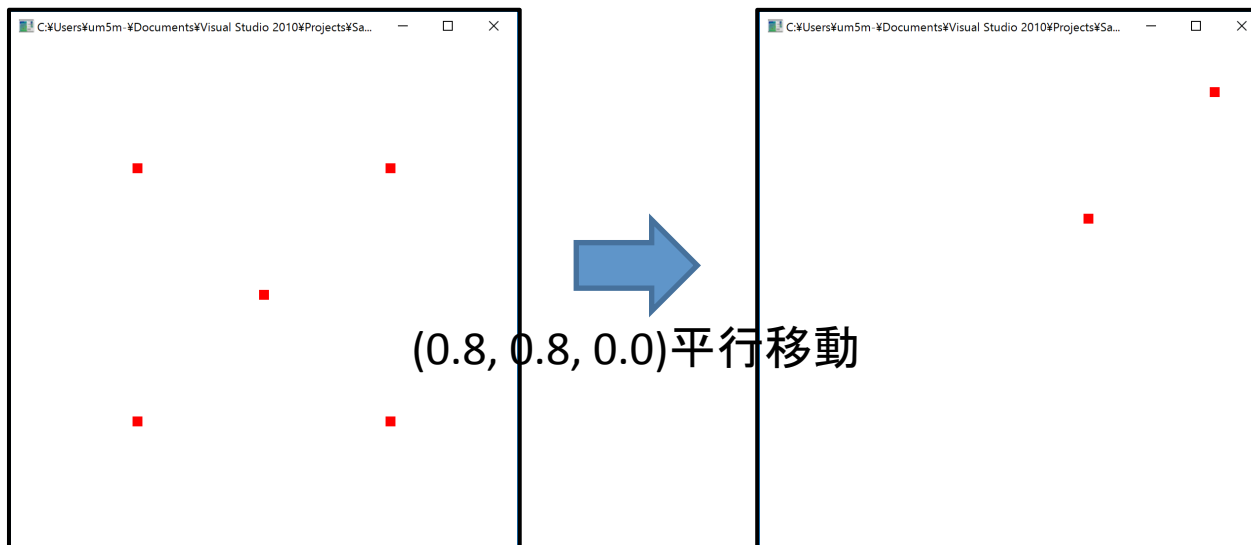 C:¥Users¥um5m-¥Documents¥Visual Studio 2010¥Projects¥Sa...
C:¥Users¥um5m-¥Documents¥Visual Studio 2010¥Projects¥Sa...
(0.8, 0.8, 0.0)平行移動